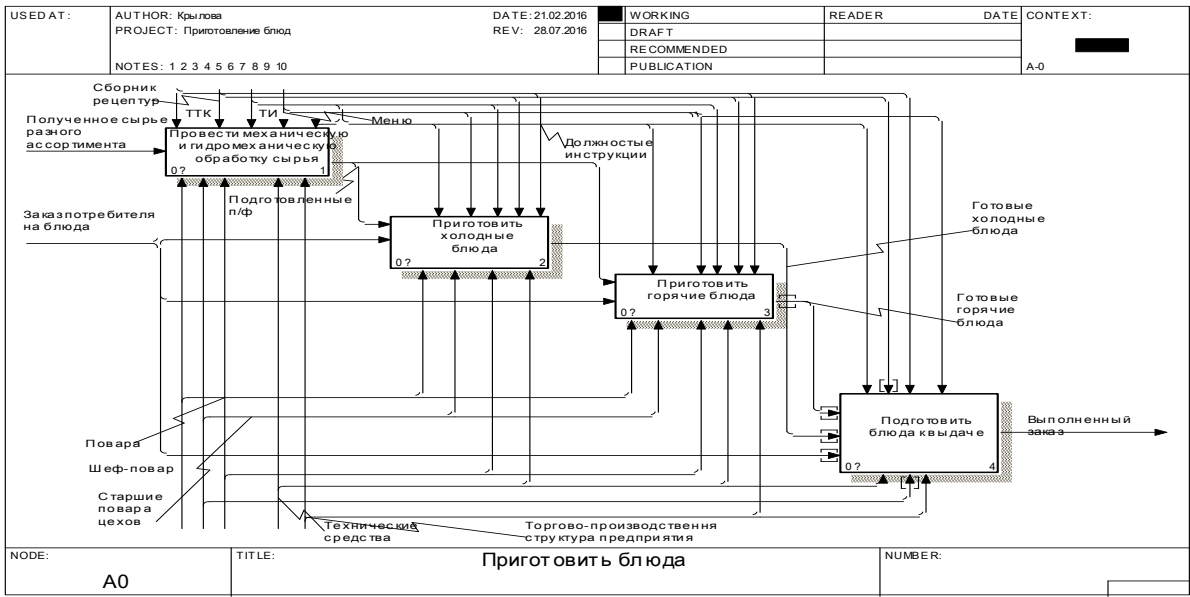 USED AT:
AUTHOR: Крылова
DATE: 21.02.2016
WORKING
READER
DATE
CONTEXT:
PROJECT: Приготовление блюд
REV: 28.07.2016
DRAFT
RECOMMENDED
NOTES: 1 2 3 4 5 6 7 8 9 10
PUBLICATION
A-0
Сборник
рецептур
ТТК
ТИ
Меню
Полученное сырье
разного
ассортимента
Провести механическую
и гидромеханическую
обработку сырья
0 ?
1
Должностые
инструкции
Подготовленные
п/ф
Заказ потребителя
на блюда
Приготовить
холодные
блюда
0 ?
2
Готовые
холодные
блюда
Приготовить
горячие блюда
0 ?
3
Готовые
горячие
блюда
Подготовить
блюда к выдаче
0 ?
4
Выполненный
заказ
Повара
Шеф-повар
Старшие
повара
цехов
Технические
средства
Торгово-производствення
структура предприятия
NODE:
TITLE:
NUMBER:
A0
Приготовить блюда